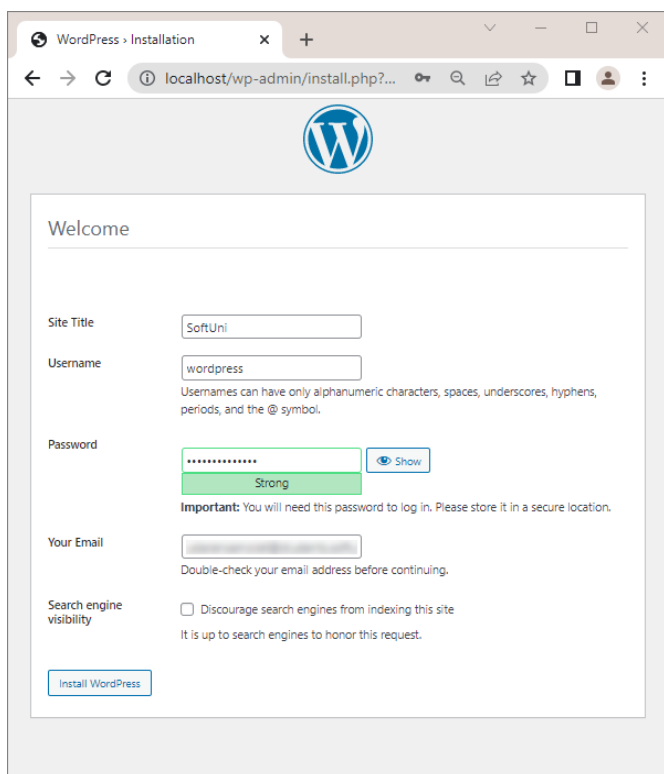 WordPress › Installation
localhost/wp-admin/install.php?...
Welcome
Site Title
SoftUni
Username
wordpress
Usernames can have only alphanumeric characters, spaces, underscores, hyphens,
periods, and the @ symbol.
Password
••••••••••••••
Show
Strong
Important: You will need this password to log in. Please store it in a secure location.
Your Email
Double-check your email address before continuing.
Search engine
visibility
Discourage search engines from indexing this site
It is up to search engines to honor this request.
Install WordPress